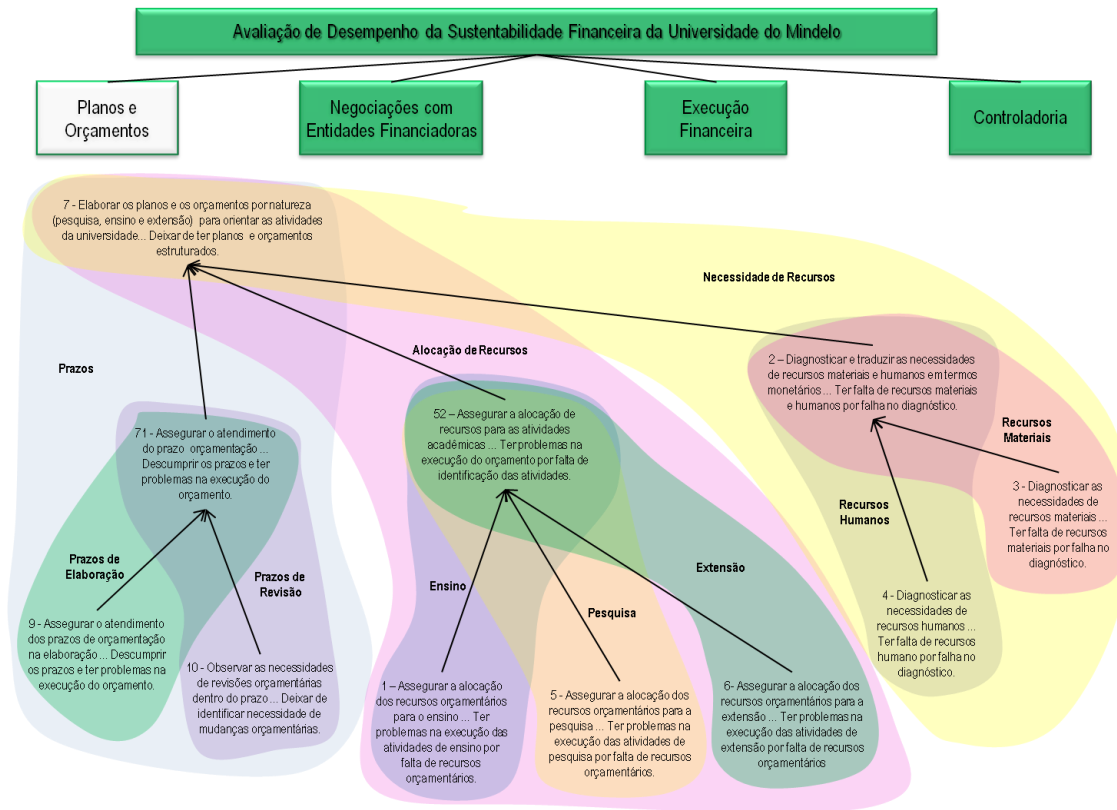 Avaliação de Desempenho da Sustentabilidade Financeira da Universidade do Mindelo
Planos e
Orçamentos
Negociações com
Entidades Financiadoras
Execução
Financeira
Controladoria
7 - Elaborar os planos e os orçamentos por natureza
(pesquisa, ensino e extensão) para orientar as atividades
da universidade... Deixar de ter planos e orçamentos
estruturados.
Necessidade de Recursos
Prazos
Alocação de Recursos
2 – Diagnosticar e traduzir as necessidades
de recursos materiais e humanos em termos
monetários ... Ter falta de recursos materiais
e humanos por falha no diagnóstico.
Recursos
Materiais
71 - Assegurar o atendimento
do prazo orçamentação ...
Descumprir os prazos e ter
problemas na execução do
orçamento.
52 – Assegurar a alocação de
recursos para as atividades
acadêmicas ... Ter problemas na
execução do orçamento por falta de
identificação das atividades.
3 - Diagnosticar as
necessidades de
recursos materiais ...
Ter falta de recursos
materiais por falha no
diagnóstico.
Recursos
Humanos
Prazos de
Elaboração
Prazos de
Revisão
Ensino
Pesquisa
Extensão
4 - Diagnosticar as
necessidades de
recursos humanos ...
Ter falta de recursos
humano por falha no
diagnóstico.
9 - Assegurar o atendimento
dos prazos de orçamentação
na elaboração ... Descumprir
os prazos e ter problemas na
execução do orçamento.
10 - Observar as necessidades
de revisões orçamentárias
dentro do prazo ... Deixar de
identificar necessidade de
mudanças orçamentárias.
1 – Assegurar a alocação
dos recursos orçamentários
para o ensino ... Ter
problemas na execução das
atividades de ensino por
falta de recursos
orçamentários.
5 - Assegurar a alocação dos
recursos orçamentários para
a pesquisa ... Ter problemas na
execução das atividades de
pesquisa por falta de recursos
orçamentários.
6- Assegurar a alocação dos
recursos orçamentários para a
extensão ... Ter problemas na
execução das atividades de
extensão por falta de recursos
orçamentários